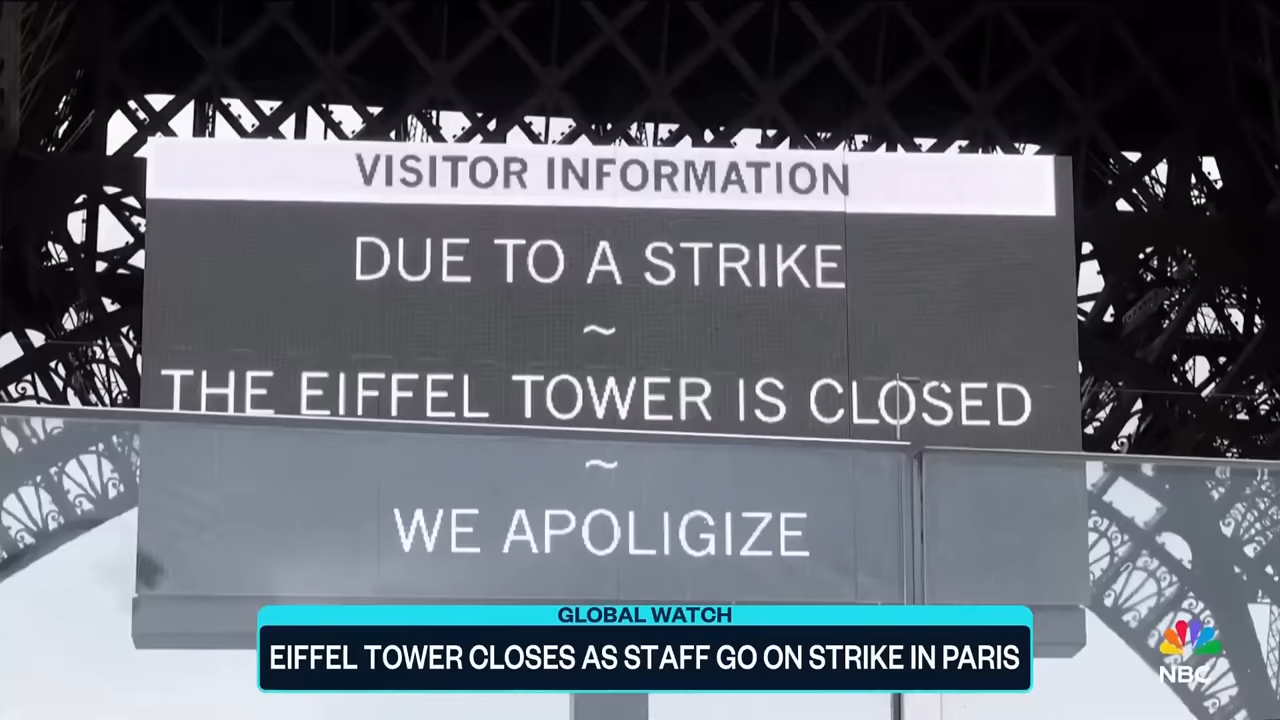 VISITOR INFORMATION
DUE TO A STRIKE
~
THE EIFFEL TOWER IS CLOSED
~
WE APOLIGIZE
GLOBAL WATCH
EIFFEL TOWER CLOSES AS STAFF GO ON STRIKE IN PARIS
NBC